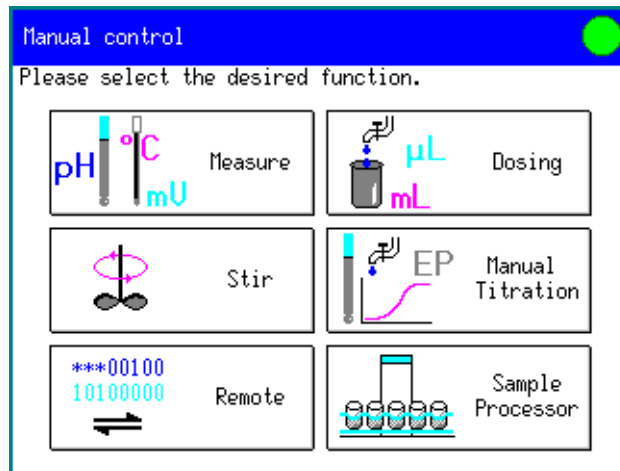 Manual control
Please select the desired function.
pH °C mV Measure
µL mL Dosing
Stir
EP Manual
Titration
***00100
10100000
Remote
Sample
Processor